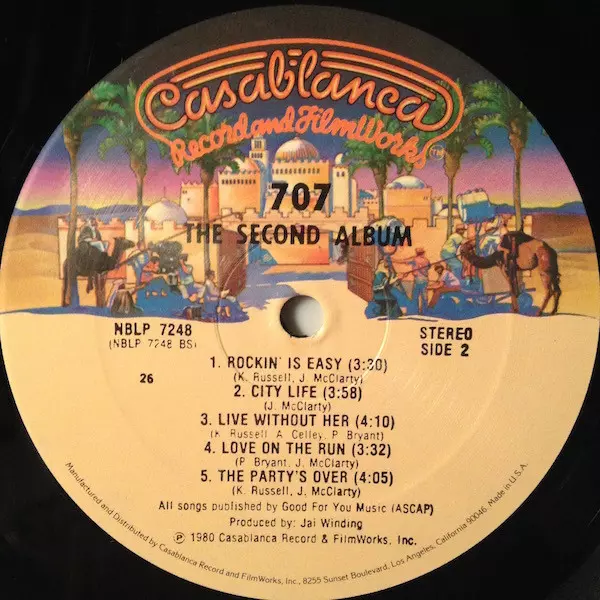 Casablanca
Record and FilmWorks™
707
THE SECOND ALBUM
NBLP 7248
(NBLP 7248 BS)
STEREO
SIDE 2
26
1. ROCKIN' IS EASY (3:30)
(K. Russell, J. McClarty)
2. CITY LIFE (3:58)
(J. McClarty)
3. LIVE WITHOUT HER (4:10)
(K. Russell A. Celley, P. Bryant)
4. LOVE ON THE RUN (3:32)
(P. Bryant, J. McClarty)
5. THE PARTY'S OVER (4:05)
(K. Russell, J. McClarty)
All songs published by Good For You Music (ASCAP)
Produced by: Jai Winding
Ⓟ 1980 Casablanca Record & FilmWorks, Inc.
Manufactured and Distributed by Casablanca Record and FilmWorks, Inc., 8255 Sunset Boulevard, Los Angeles, California 90046. Made in U.S.A.